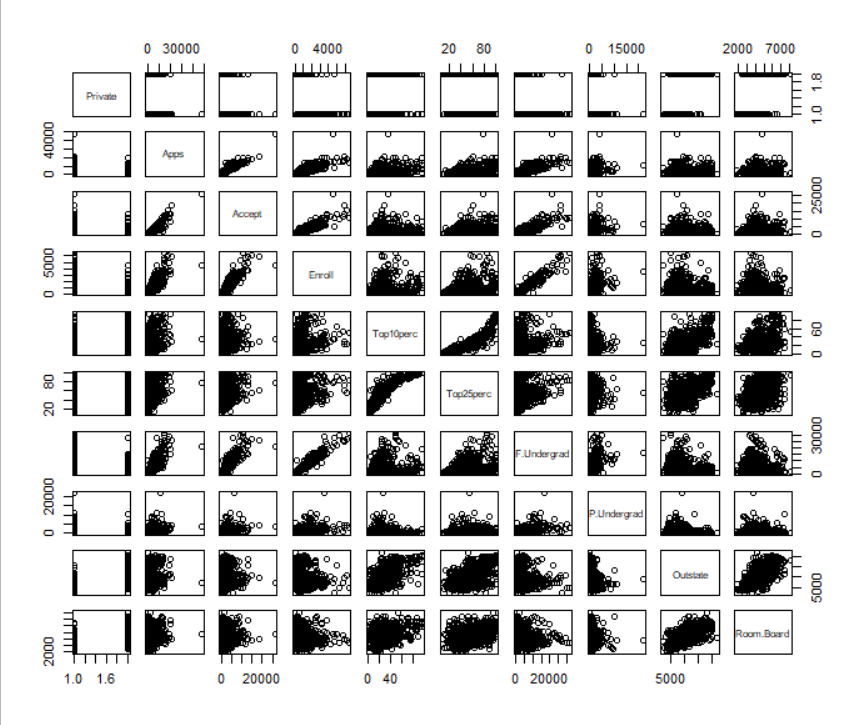 0 30000 0 4000 20 80 0 15000 2000 7000
Private 1.0 1.8
0 40000 Apps
Accept 0 25000
0 5000 Enroll
Top10perc 0 60
20 80 Top25perc
F.Undergrad 0 30000
0 20000 P.Undergrad
Outstate 5000
2000 Room.Board
1.0 1.6 0 20000 0 40 0 20000 5000